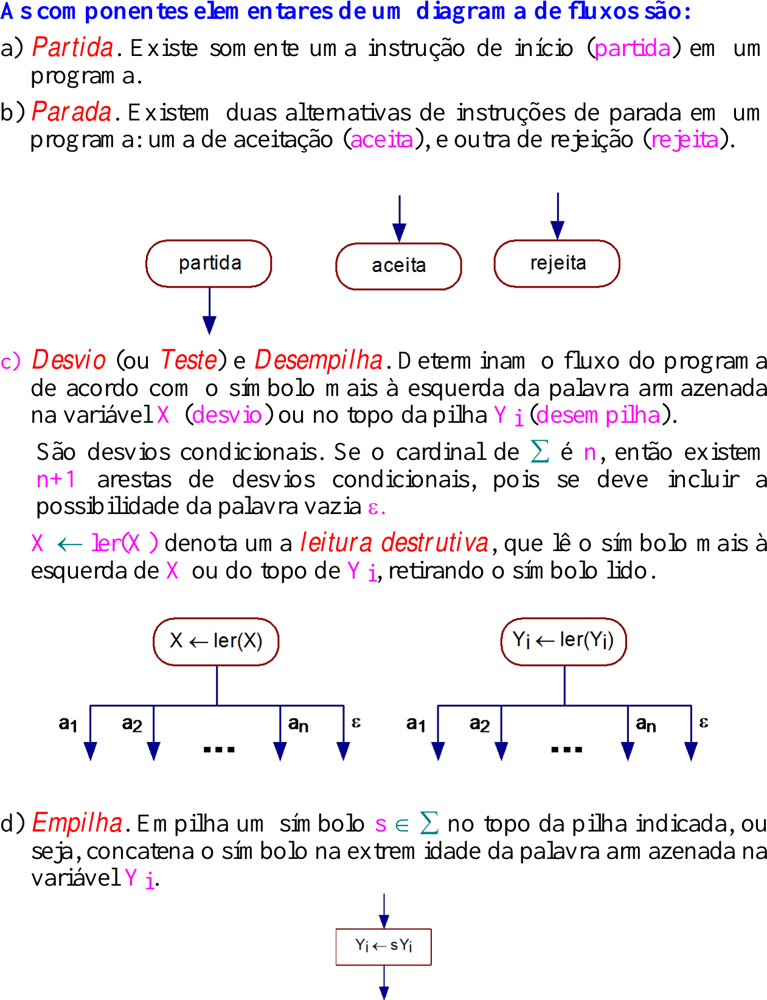 As componentes elementares de um diagrama de fluxos são:
a) Partida. Existe somente uma instrução de início (partida) em um
programa.
b) Parada. Existem duas alternativas de instruções de parada em um
programa: uma de aceitação (aceita), e outra de rejeição (rejeita).
partida
aceita
rejeita
c) Desvio (ou Teste) e Desempilha. Determinam o fluxo do programa
de acordo com o símbolo mais à esquerda da palavra armazenada
na variável X (desvio) ou no topo da pilha Yi (desempilha).
São desvios condicionais. Se o cardinal de ∑ é n, então existem
n+1 arestas de desvios condicionais, pois se deve incluir a
possibilidade da palavra vazia ε.
X ← ler(X) denota uma leitura destrutiva, que lê o símbolo mais à
esquerda de X ou do topo de Yi, retirando o símbolo lido.
X ← ler(X)
Yi ← ler(Yi)
a1 a2 ... an ε
a1 a2 ... an ε
d) Empilha. Empilha um símbolo s ∈ ∑ no topo da pilha indicada, ou
seja, concatena o símbolo na extremidade da palavra armazenada na
variável Yi.
Yi ← sYi